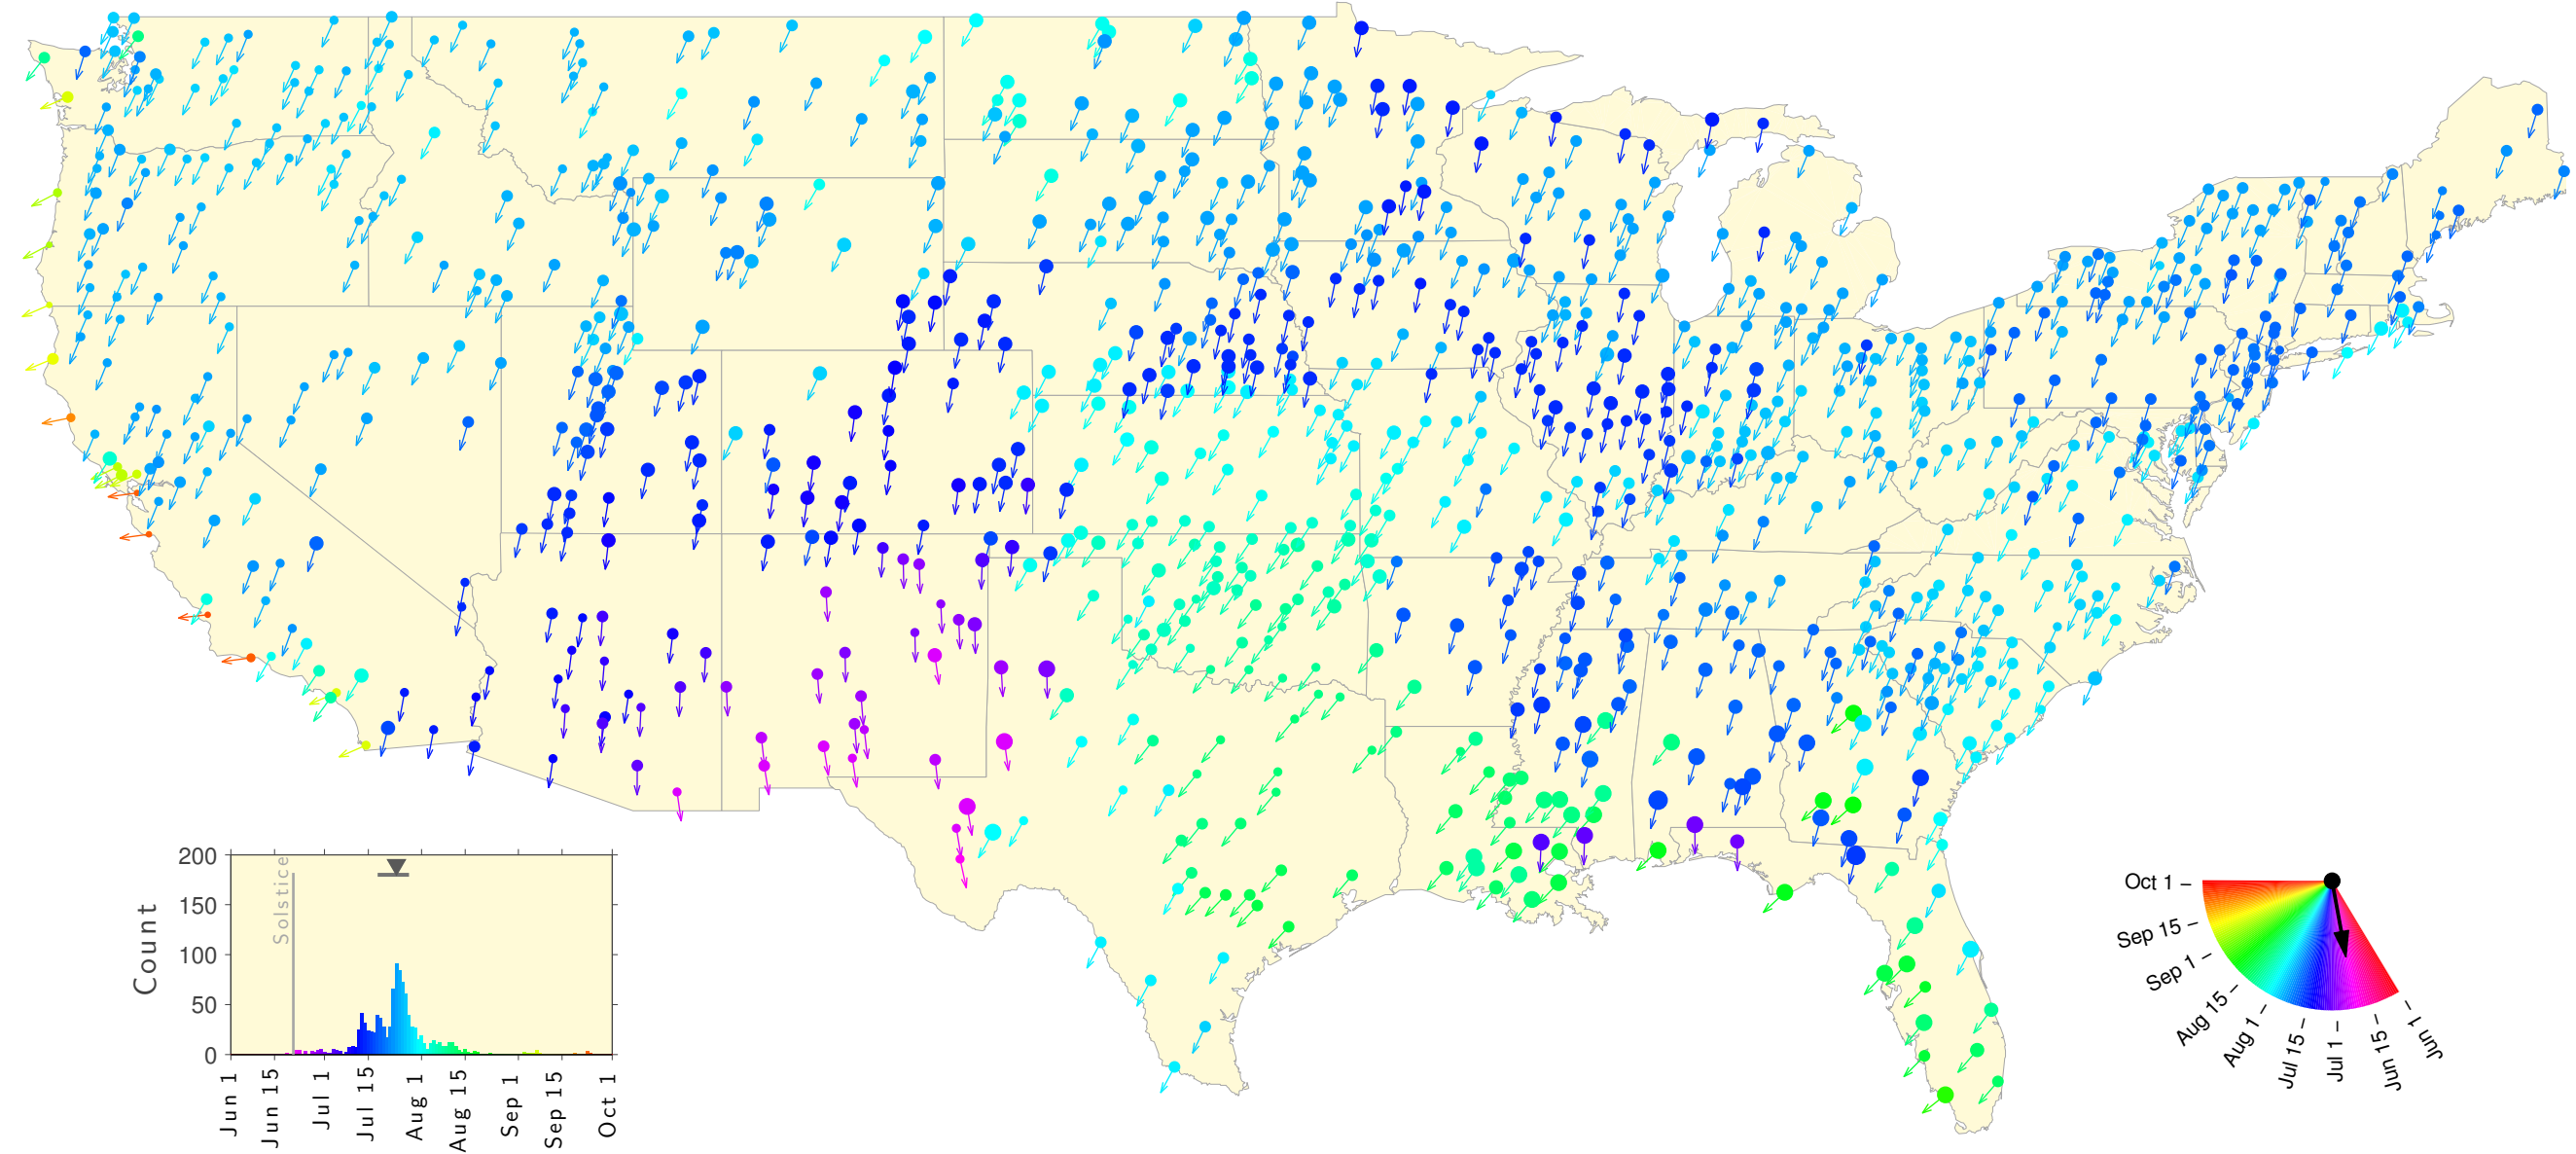 200
150
100
50
0
Count
Solstice
Jun 1
Jun 15
Jul 1
Jul 15
Aug 1
Aug 15
Sep 1
Sep 15
Oct 1
Oct 1
Sep 15
Sep 1
Aug 15
Aug 1
Jul 15
Jul 1
Jun 15
Jun 1